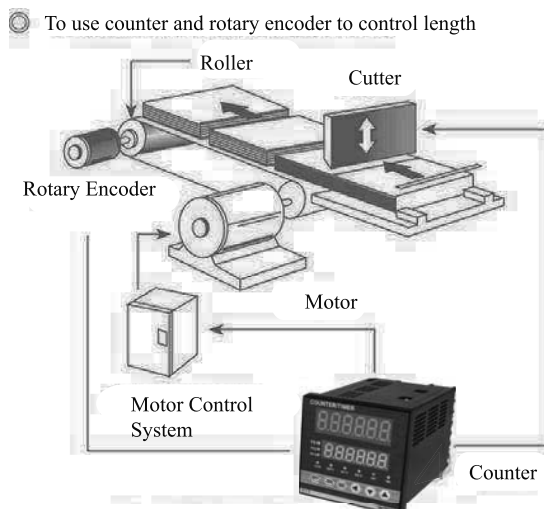 To use counter and rotary encoder to control length
Roller
Cutter
Rotary Encoder
Motor
Motor Control
System
COUNTER/TIMER
Counter